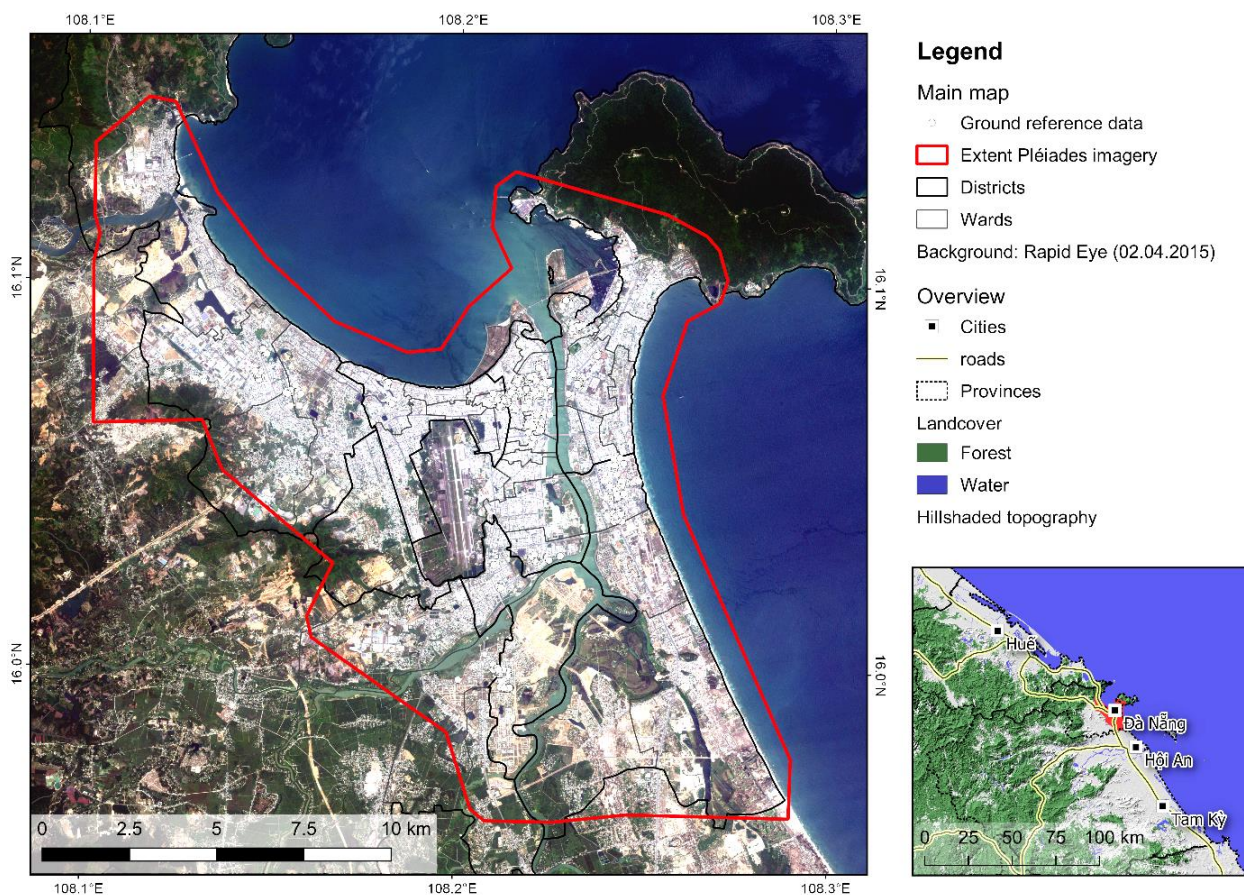 108.1°E
108.2°E
108.3°E
16.1°N
16.1°N
16.0°N
16.0°N
0 2.5 5 7.5 10 km
108.1°E
108.2°E
108.3°E
Legend
Main map
Ground reference data
Extent Pléiades imagery
Districts
Wards
Background: Rapid Eye (02.04.2015)
Overview
Cities
roads
Provinces
Landcover
Forest
Water
Hillshaded topography
Huế
Đà Nẵng
Hội An
Tam Kỳ
0 25 50 75 100 km